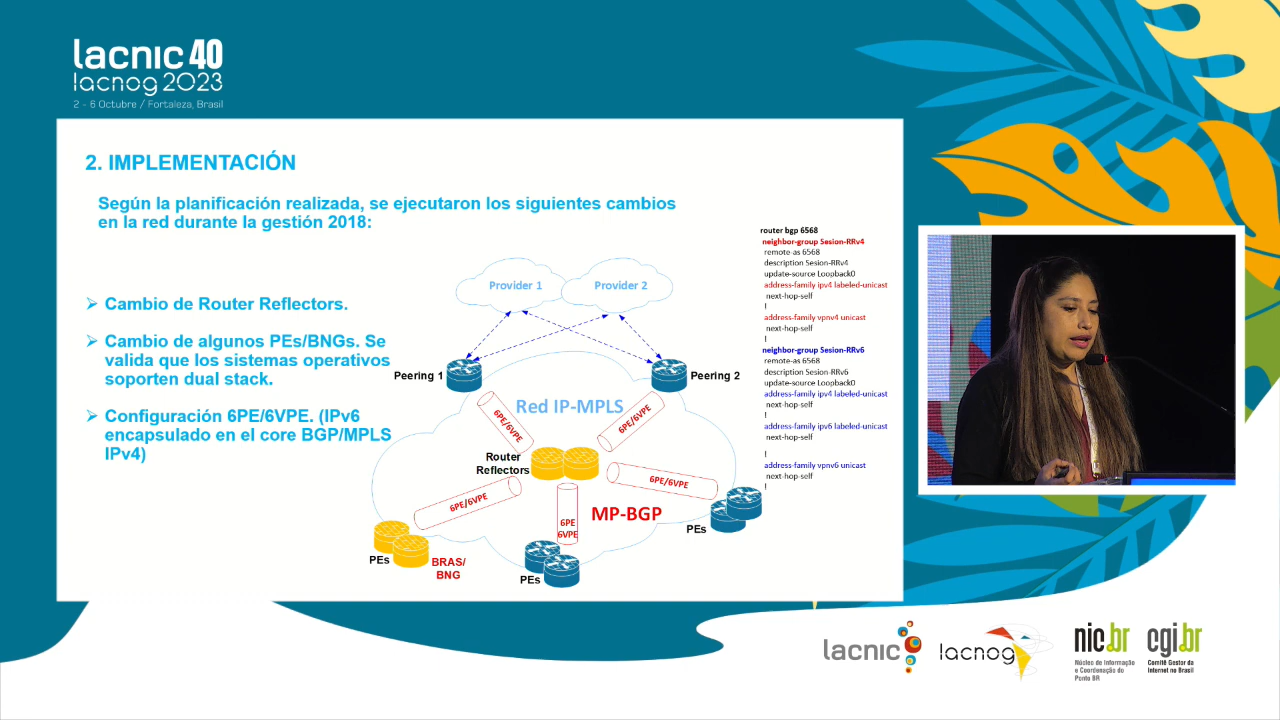 lacnic 40
lacnog 2023
2 - 6 Octubre / Fortaleza, Brasil
2. IMPLEMENTACIÓN
Según la planificación realizada, se ejecutaron los siguientes cambios
en la red durante la gestión 2018:
➢ Cambio de Router Reflectors.
➢ Cambio de algunos PEs/BNGs. Se
valida que los sistemas operativos
soporten dual stack.
➢ Configuración 6PE/6VPE. (IPv6
encapsulado en el core BGP/MPLS
IPv4)
Provider 1
Provider 2
Peering 1
Peering 2
Red IP-MPLS
6PE/6VPE
6PE/6VPE
Router
Reflectors
6PE/6VPE
6PE/6VPE
6PE
6VPE
MP-BGP
PEs
BRAS/
BNG
PEs
PEs
router bgp 6568
neighbor-group Sesion-RRv4
remote-as 6568
description Sesion-RRv4
update-source Loopback0
address-family ipv4 labeled-unicast
next-hop-self
!
address-family vpnv4 unicast
next-hop-self
!
neighbor-group Sesion-RRv6
remote-as 6568
description Sesion-RRv6
update-source Loopback0
address-family ipv4 labeled-unicast
next-hop-self
!
address-family ipv6 labeled-unicast
next-hop-self
!
address-family vpnv6 unicast
next-hop-self
!
lacnic
lacnog
nic.br
Núcleo de Informação
e Coordenação do
Ponto BR
cgi.br
Comitê Gestor da
Internet no Brasil